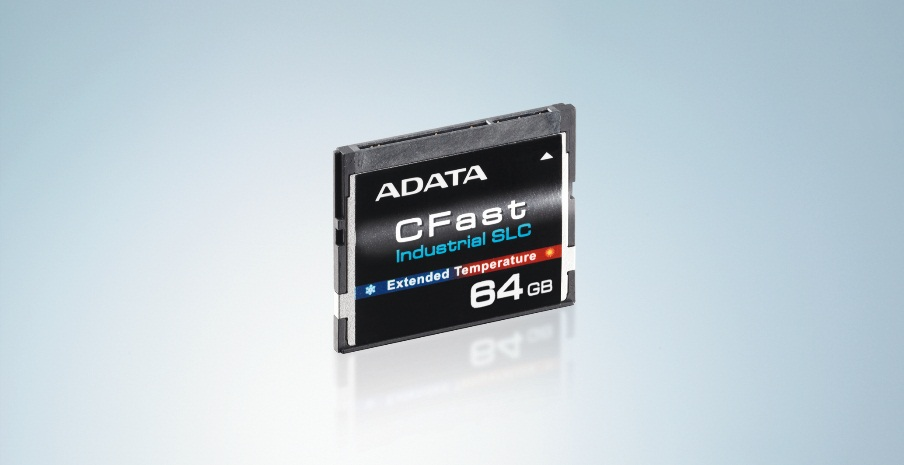 ADATA
CFast
Industrial SLC
Extended Temperature
64 GB